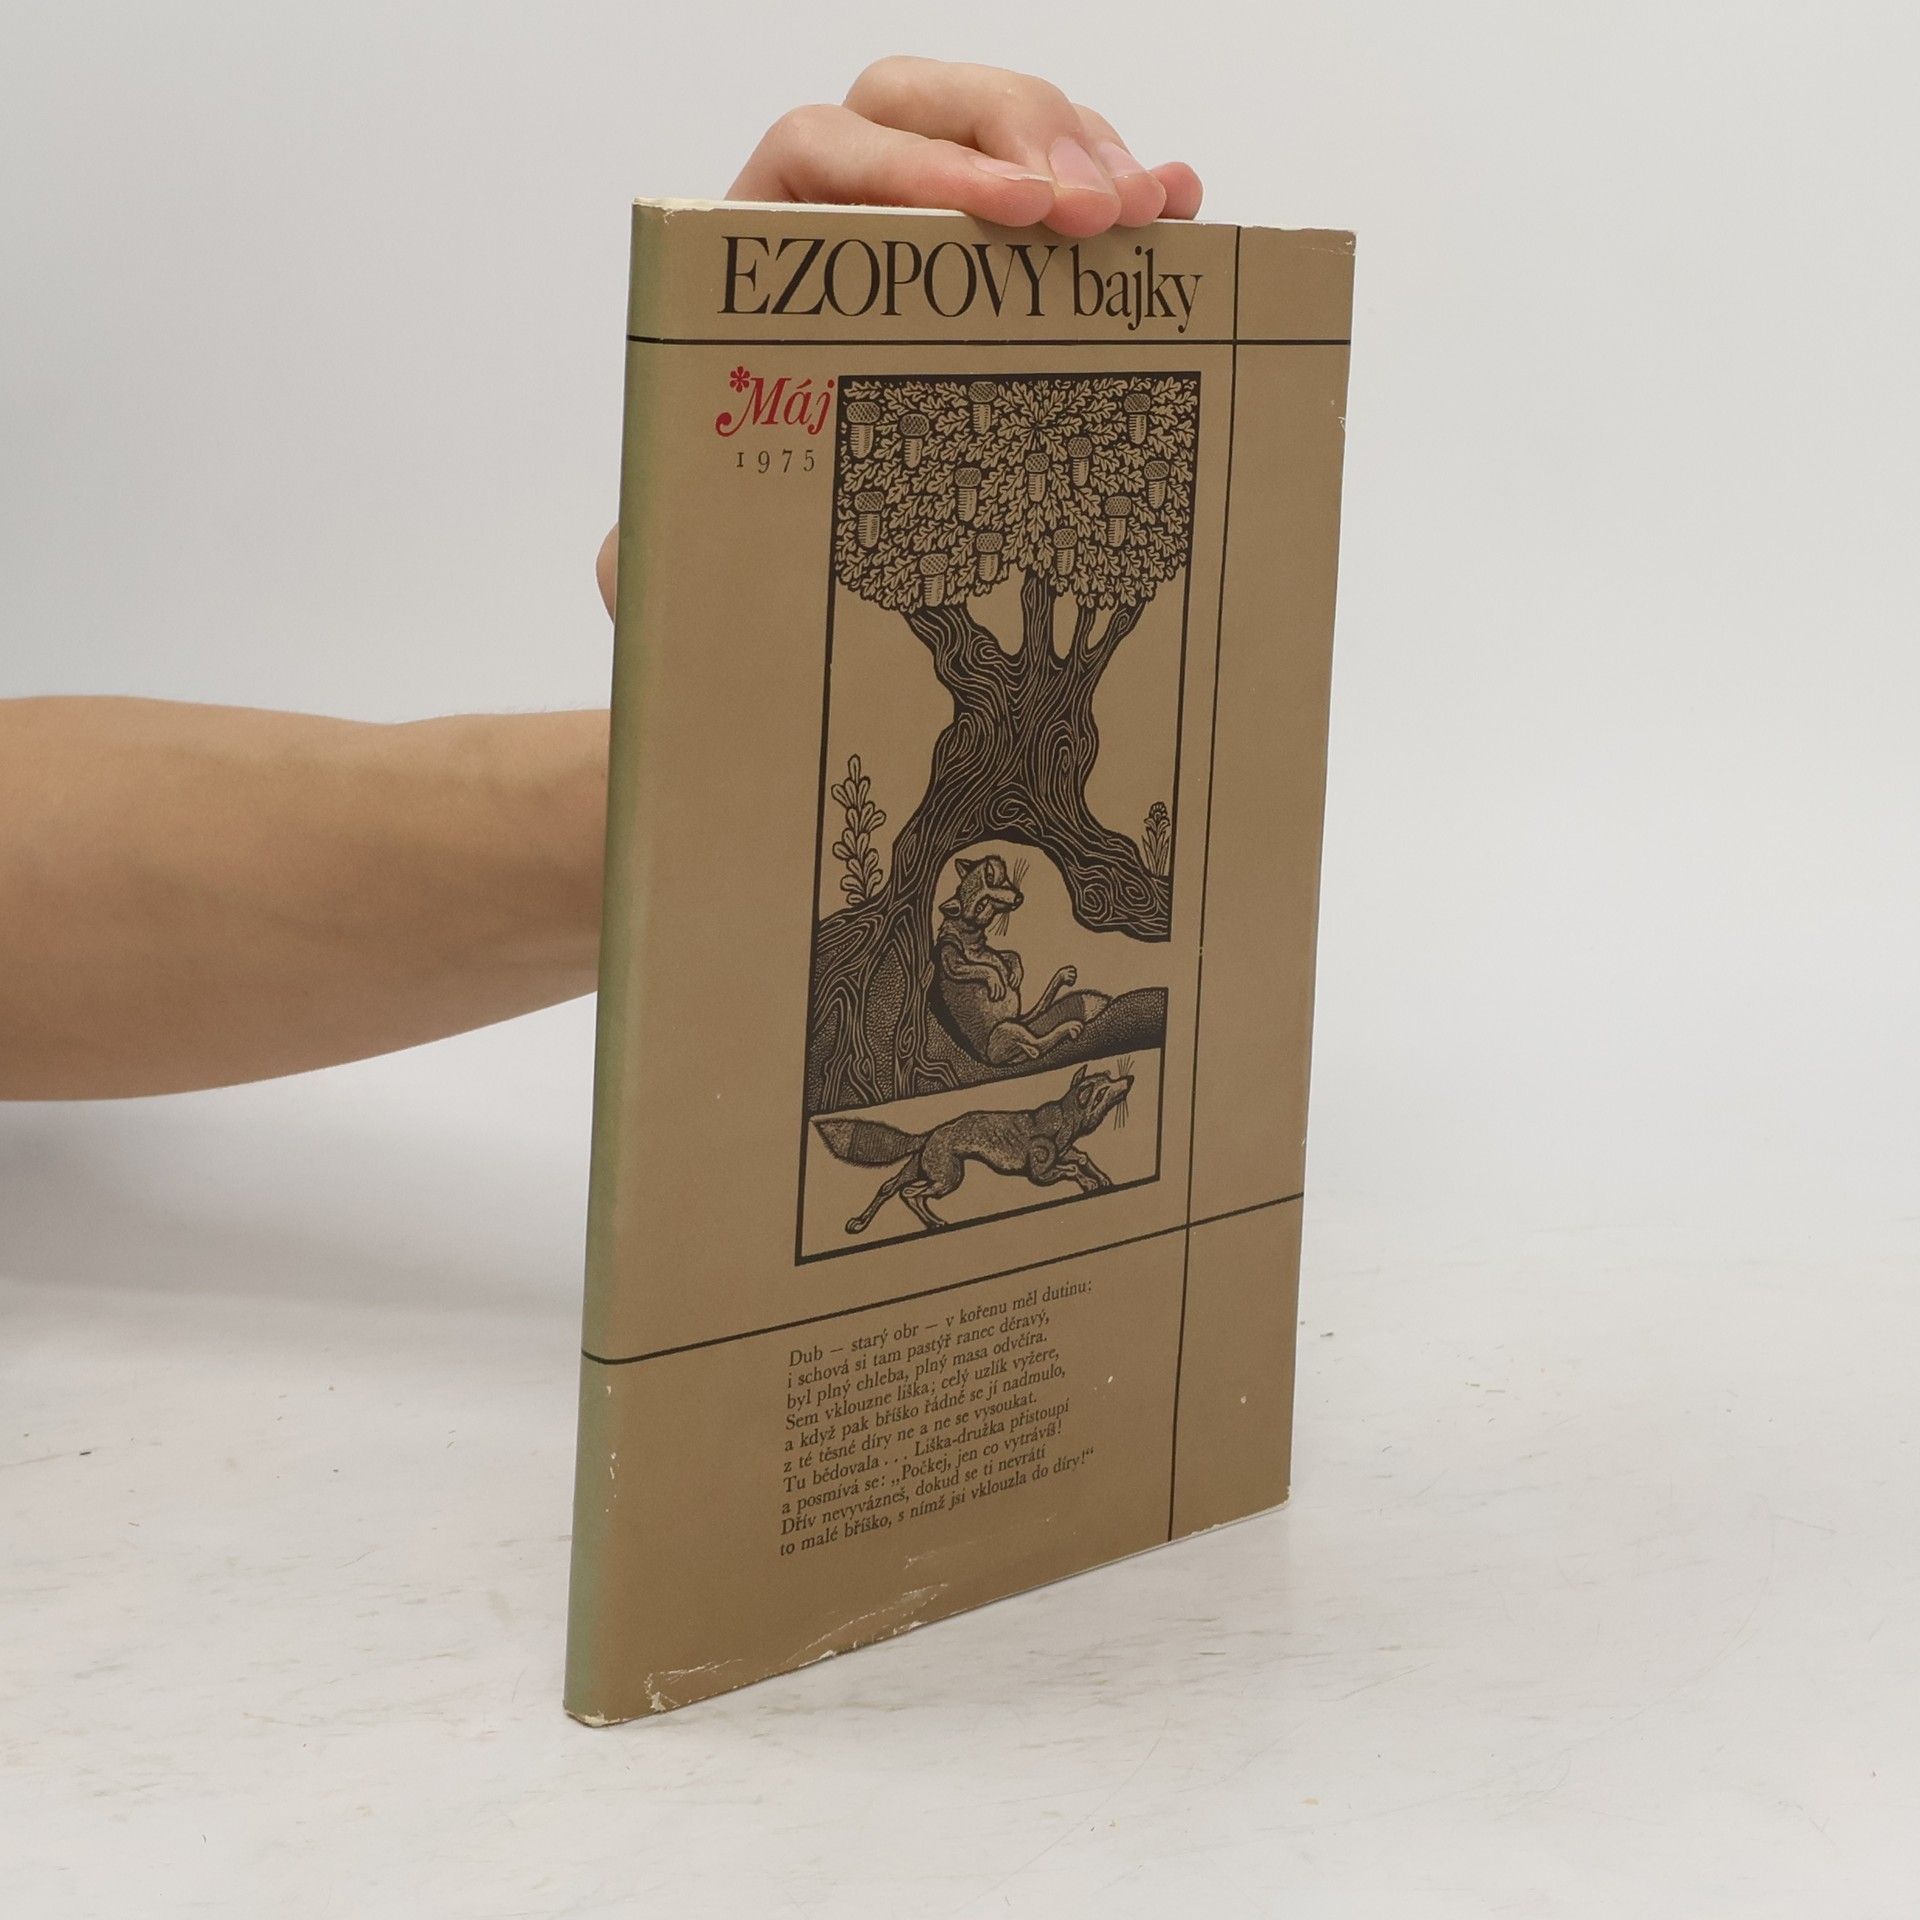 EZOPOVY bajky
*Máj
1975
Dub — starý obr — v kořenu měl dutinu;
i schová si tam pastýř ranec děravý,
byl plný chleba, plný masa odvčíra.
Sem vklouzne liška; celý uzlík vyžere,
a když pak bříško řádně se jí nadmulo,
z té těsné díry ne a ne se vysoukat.
Tu bědovala . . . Liška-družka přistoupí
a posmívá se: „Počkej, jen co vytrávíš!
Dřív nevyvázneš, dokud se ti nevrátí
to malé bříško, s nímž jsi vklouzla do díry!“